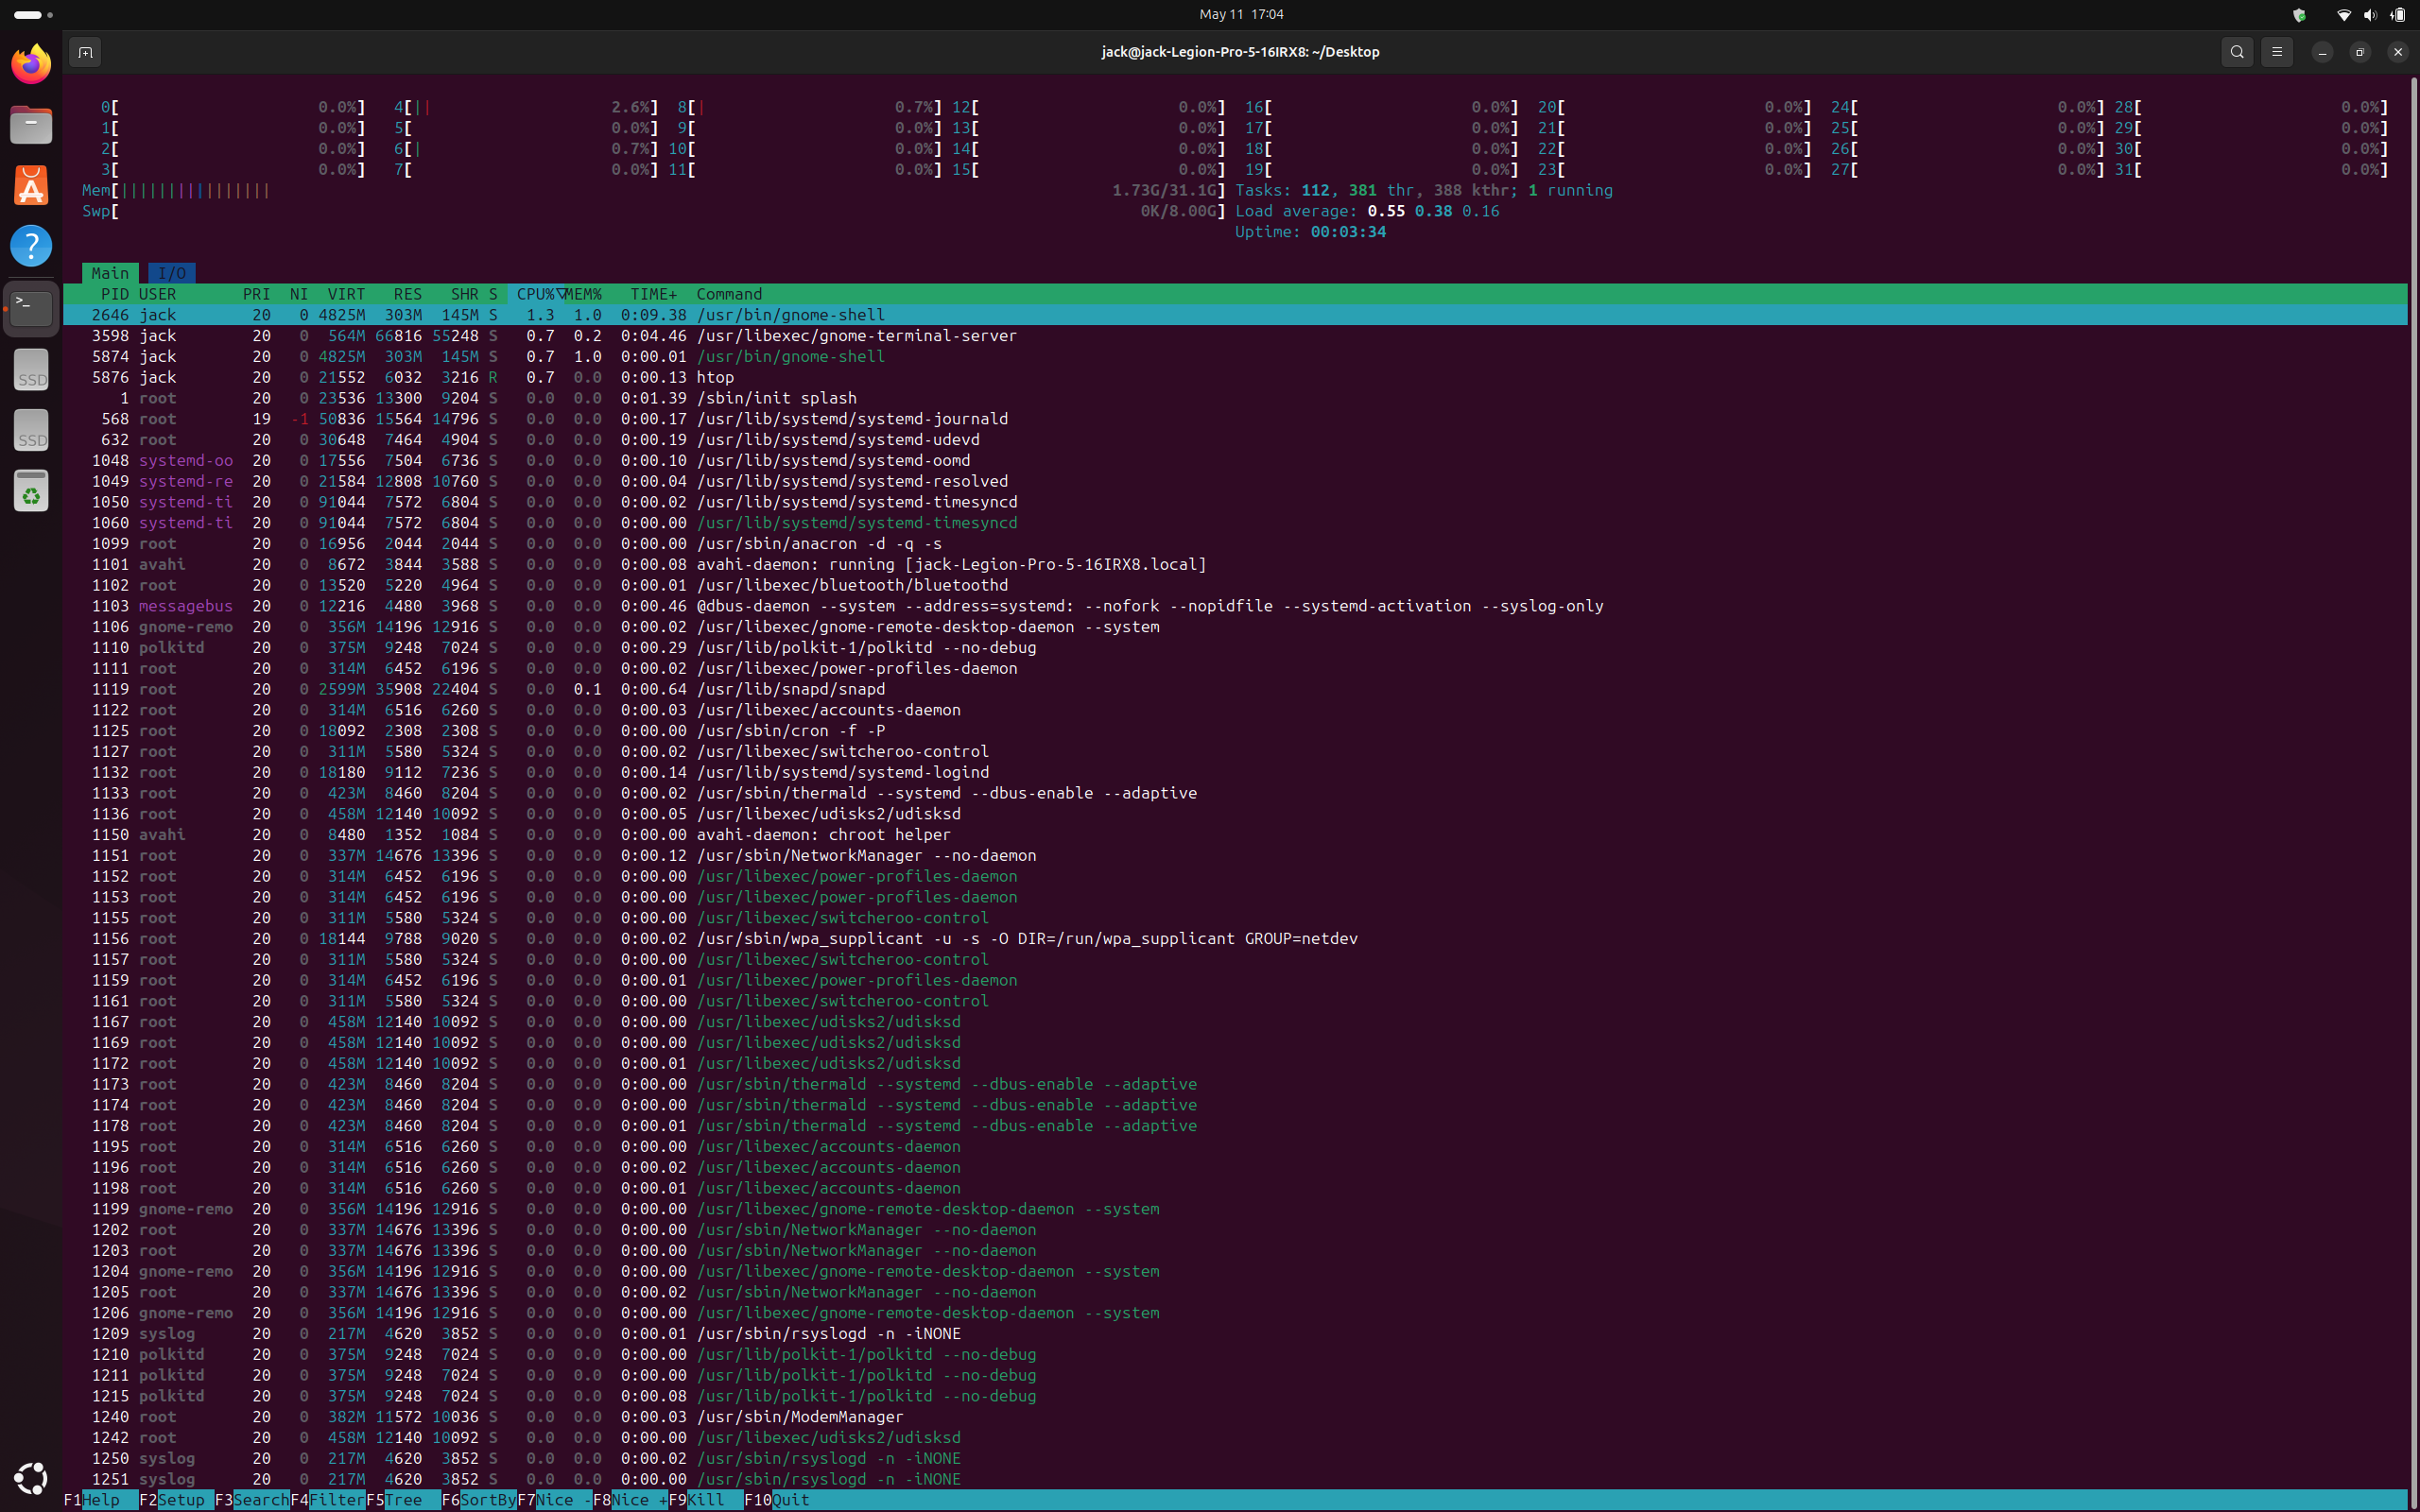 May 11 17:04
jack@jack-Legion-Pro-5-16IRX8: ~/Desktop
0[ 0.0%] 4[|| 2.6%] 8[| 0.7%] 12[ 0.0%] 16[ 0.0%] 20[ 0.0%] 24[ 0.0%] 28[ 0.0%]
1[ 0.0%] 5[ 0.0%] 9[ 0.0%] 13[ 0.0%] 17[ 0.0%] 21[ 0.0%] 25[ 0.0%] 29[ 0.0%]
2[ 0.0%] 6[| 0.7%] 10[ 0.0%] 14[ 0.0%] 18[ 0.0%] 22[ 0.0%] 26[ 0.0%] 30[ 0.0%]
3[ 0.0%] 7[ 0.0%] 11[ 0.0%] 15[ 0.0%] 19[ 0.0%] 23[ 0.0%] 27[ 0.0%] 31[ 0.0%]
Mem[|||||||||||||||| 1.73G/31.1G] Tasks: 112, 381 thr, 388 kthr; 1 running
Swp[ 0K/8.00G] Load average: 0.55 0.38 0.16
Uptime: 00:03:34
Main I/O
PID USER PRI NI VIRT RES SHR S CPU%▽MEM% TIME+ Command
2646 jack 20 0 4825M 303M 145M S 1.3 1.0 0:09.38 /usr/bin/gnome-shell
3598 jack 20 0 564M 66816 55248 S 0.7 0.2 0:04.46 /usr/libexec/gnome-terminal-server
5874 jack 20 0 4825M 303M 145M S 0.7 1.0 0:00.01 /usr/bin/gnome-shell
5876 jack 20 0 21552 6032 3216 R 0.7 0.0 0:00.13 htop
1 root 20 0 23536 13300 9204 S 0.0 0.0 0:01.39 /sbin/init splash
568 root 19 -1 50836 15564 14796 S 0.0 0.0 0:00.17 /usr/lib/systemd/systemd-journald
632 root 20 0 30648 7464 4904 S 0.0 0.0 0:00.19 /usr/lib/systemd/systemd-udevd
1048 systemd-oo 20 0 17556 7504 6736 S 0.0 0.0 0:00.10 /usr/lib/systemd/systemd-oomd
1049 systemd-re 20 0 21584 12808 10760 S 0.0 0.0 0:00.04 /usr/lib/systemd/systemd-resolved
1050 systemd-ti 20 0 91044 7572 6804 S 0.0 0.0 0:00.02 /usr/lib/systemd/systemd-timesyncd
1060 systemd-ti 20 0 91044 7572 6804 S 0.0 0.0 0:00.00 /usr/lib/systemd/systemd-timesyncd
1099 root 20 0 16956 2044 2044 S 0.0 0.0 0:00.00 /usr/sbin/anacron -d -q -s
1101 avahi 20 0 8672 3844 3588 S 0.0 0.0 0:00.08 avahi-daemon: running [jack-Legion-Pro-5-16IRX8.local]
1102 root 20 0 13520 5220 4964 S 0.0 0.0 0:00.01 /usr/libexec/bluetooth/bluetoothd
1103 messagebus 20 0 12216 4480 3968 S 0.0 0.0 0:00.46 @dbus-daemon --system --address=systemd: --nofork --nopidfile --systemd-activation --syslog-only
1106 gnome-remo 20 0 356M 14196 12916 S 0.0 0.0 0:00.02 /usr/libexec/gnome-remote-desktop-daemon --system
1110 polkitd 20 0 375M 9248 7024 S 0.0 0.0 0:00.29 /usr/lib/polkit-1/polkitd --no-debug
1111 root 20 0 314M 6452 6196 S 0.0 0.0 0:00.02 /usr/libexec/power-profiles-daemon
1119 root 20 0 2599M 35908 22404 S 0.0 0.1 0:00.64 /usr/lib/snapd/snapd
1122 root 20 0 314M 6516 6260 S 0.0 0.0 0:00.03 /usr/libexec/accounts-daemon
1125 root 20 0 18092 2308 2308 S 0.0 0.0 0:00.00 /usr/sbin/cron -f -P
1127 root 20 0 311M 5580 5324 S 0.0 0.0 0:00.02 /usr/libexec/switcheroo-control
1132 root 20 0 18180 9112 7236 S 0.0 0.0 0:00.14 /usr/lib/systemd/systemd-logind
1133 root 20 0 423M 8460 8204 S 0.0 0.0 0:00.02 /usr/sbin/thermald --systemd --dbus-enable --adaptive
1136 root 20 0 458M 12140 10092 S 0.0 0.0 0:00.05 /usr/libexec/udisks2/udisksd
1150 avahi 20 0 8480 1352 1084 S 0.0 0.0 0:00.00 avahi-daemon: chroot helper
1151 root 20 0 337M 14676 13396 S 0.0 0.0 0:00.12 /usr/sbin/NetworkManager --no-daemon
1152 root 20 0 314M 6452 6196 S 0.0 0.0 0:00.00 /usr/libexec/power-profiles-daemon
1153 root 20 0 314M 6452 6196 S 0.0 0.0 0:00.00 /usr/libexec/power-profiles-daemon
1155 root 20 0 311M 5580 5324 S 0.0 0.0 0:00.00 /usr/libexec/switcheroo-control
1156 root 20 0 18144 9788 9020 S 0.0 0.0 0:00.02 /usr/sbin/wpa_supplicant -u -s -O DIR=/run/wpa_supplicant GROUP=netdev
1157 root 20 0 311M 5580 5324 S 0.0 0.0 0:00.00 /usr/libexec/switcheroo-control
1159 root 20 0 314M 6452 6196 S 0.0 0.0 0:00.01 /usr/libexec/power-profiles-daemon
1161 root 20 0 311M 5580 5324 S 0.0 0.0 0:00.00 /usr/libexec/switcheroo-control
1167 root 20 0 458M 12140 10092 S 0.0 0.0 0:00.00 /usr/libexec/udisks2/udisksd
1169 root 20 0 458M 12140 10092 S 0.0 0.0 0:00.00 /usr/libexec/udisks2/udisksd
1172 root 20 0 458M 12140 10092 S 0.0 0.0 0:00.01 /usr/libexec/udisks2/udisksd
1173 root 20 0 423M 8460 8204 S 0.0 0.0 0:00.00 /usr/sbin/thermald --systemd --dbus-enable --adaptive
1174 root 20 0 423M 8460 8204 S 0.0 0.0 0:00.00 /usr/sbin/thermald --systemd --dbus-enable --adaptive
1178 root 20 0 423M 8460 8204 S 0.0 0.0 0:00.01 /usr/sbin/thermald --systemd --dbus-enable --adaptive
1195 root 20 0 314M 6516 6260 S 0.0 0.0 0:00.00 /usr/libexec/accounts-daemon
1196 root 20 0 314M 6516 6260 S 0.0 0.0 0:00.02 /usr/libexec/accounts-daemon
1198 root 20 0 314M 6516 6260 S 0.0 0.0 0:00.01 /usr/libexec/accounts-daemon
1199 gnome-remo 20 0 356M 14196 12916 S 0.0 0.0 0:00.00 /usr/libexec/gnome-remote-desktop-daemon --system
1202 root 20 0 337M 14676 13396 S 0.0 0.0 0:00.00 /usr/sbin/NetworkManager --no-daemon
1203 root 20 0 337M 14676 13396 S 0.0 0.0 0:00.00 /usr/sbin/NetworkManager --no-daemon
1204 gnome-remo 20 0 356M 14196 12916 S 0.0 0.0 0:00.00 /usr/libexec/gnome-remote-desktop-daemon --system
1205 root 20 0 337M 14676 13396 S 0.0 0.0 0:00.02 /usr/sbin/NetworkManager --no-daemon
1206 gnome-remo 20 0 356M 14196 12916 S 0.0 0.0 0:00.00 /usr/libexec/gnome-remote-desktop-daemon --system
1209 syslog 20 0 217M 4620 3852 S 0.0 0.0 0:00.01 /usr/sbin/rsyslogd -n -iNONE
1210 polkitd 20 0 375M 9248 7024 S 0.0 0.0 0:00.00 /usr/lib/polkit-1/polkitd --no-debug
1211 polkitd 20 0 375M 9248 7024 S 0.0 0.0 0:00.00 /usr/lib/polkit-1/polkitd --no-debug
1215 polkitd 20 0 375M 9248 7024 S 0.0 0.0 0:00.08 /usr/lib/polkit-1/polkitd --no-debug
1240 root 20 0 382M 11572 10036 S 0.0 0.0 0:00.03 /usr/sbin/ModemManager
1242 root 20 0 458M 12140 10092 S 0.0 0.0 0:00.00 /usr/libexec/udisks2/udisksd
1250 syslog 20 0 217M 4620 3852 S 0.0 0.0 0:00.02 /usr/sbin/rsyslogd -n -iNONE
1251 syslog 20 0 217M 4620 3852 S 0.0 0.0 0:00.00 /usr/sbin/rsyslogd -n -iNONE
F1Help F2Setup F3SearchF4FilterF5Tree F6SortByF7Nice -F8Nice +F9Kill F10Quit
SSD
SSD